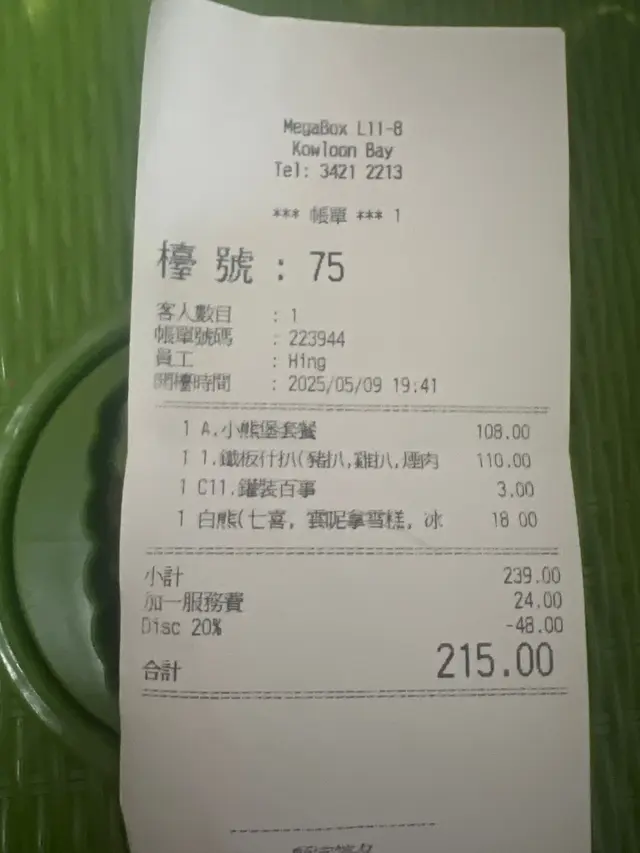 MegaBox L11-8
Kowloon Bay
Tel: 3421 2213
*** 帳單 *** 1
檯號 : 75
客人數目 : 1
帳單號碼 : 223944
員工 : Hing
開檯時間 : 2025/05/09 19:41
1 A.小熊堡套餐 108.00
1 1.鐵板什扒(豬扒,雞扒,煙肉 110.00
1 C11.罐裝百事 3.00
1 白熊(七喜, 雲呢拿雪糕, 冰 18.00
小計 239.00
加一服務費 24.00
Disc 20% -48.00
合計 215.00